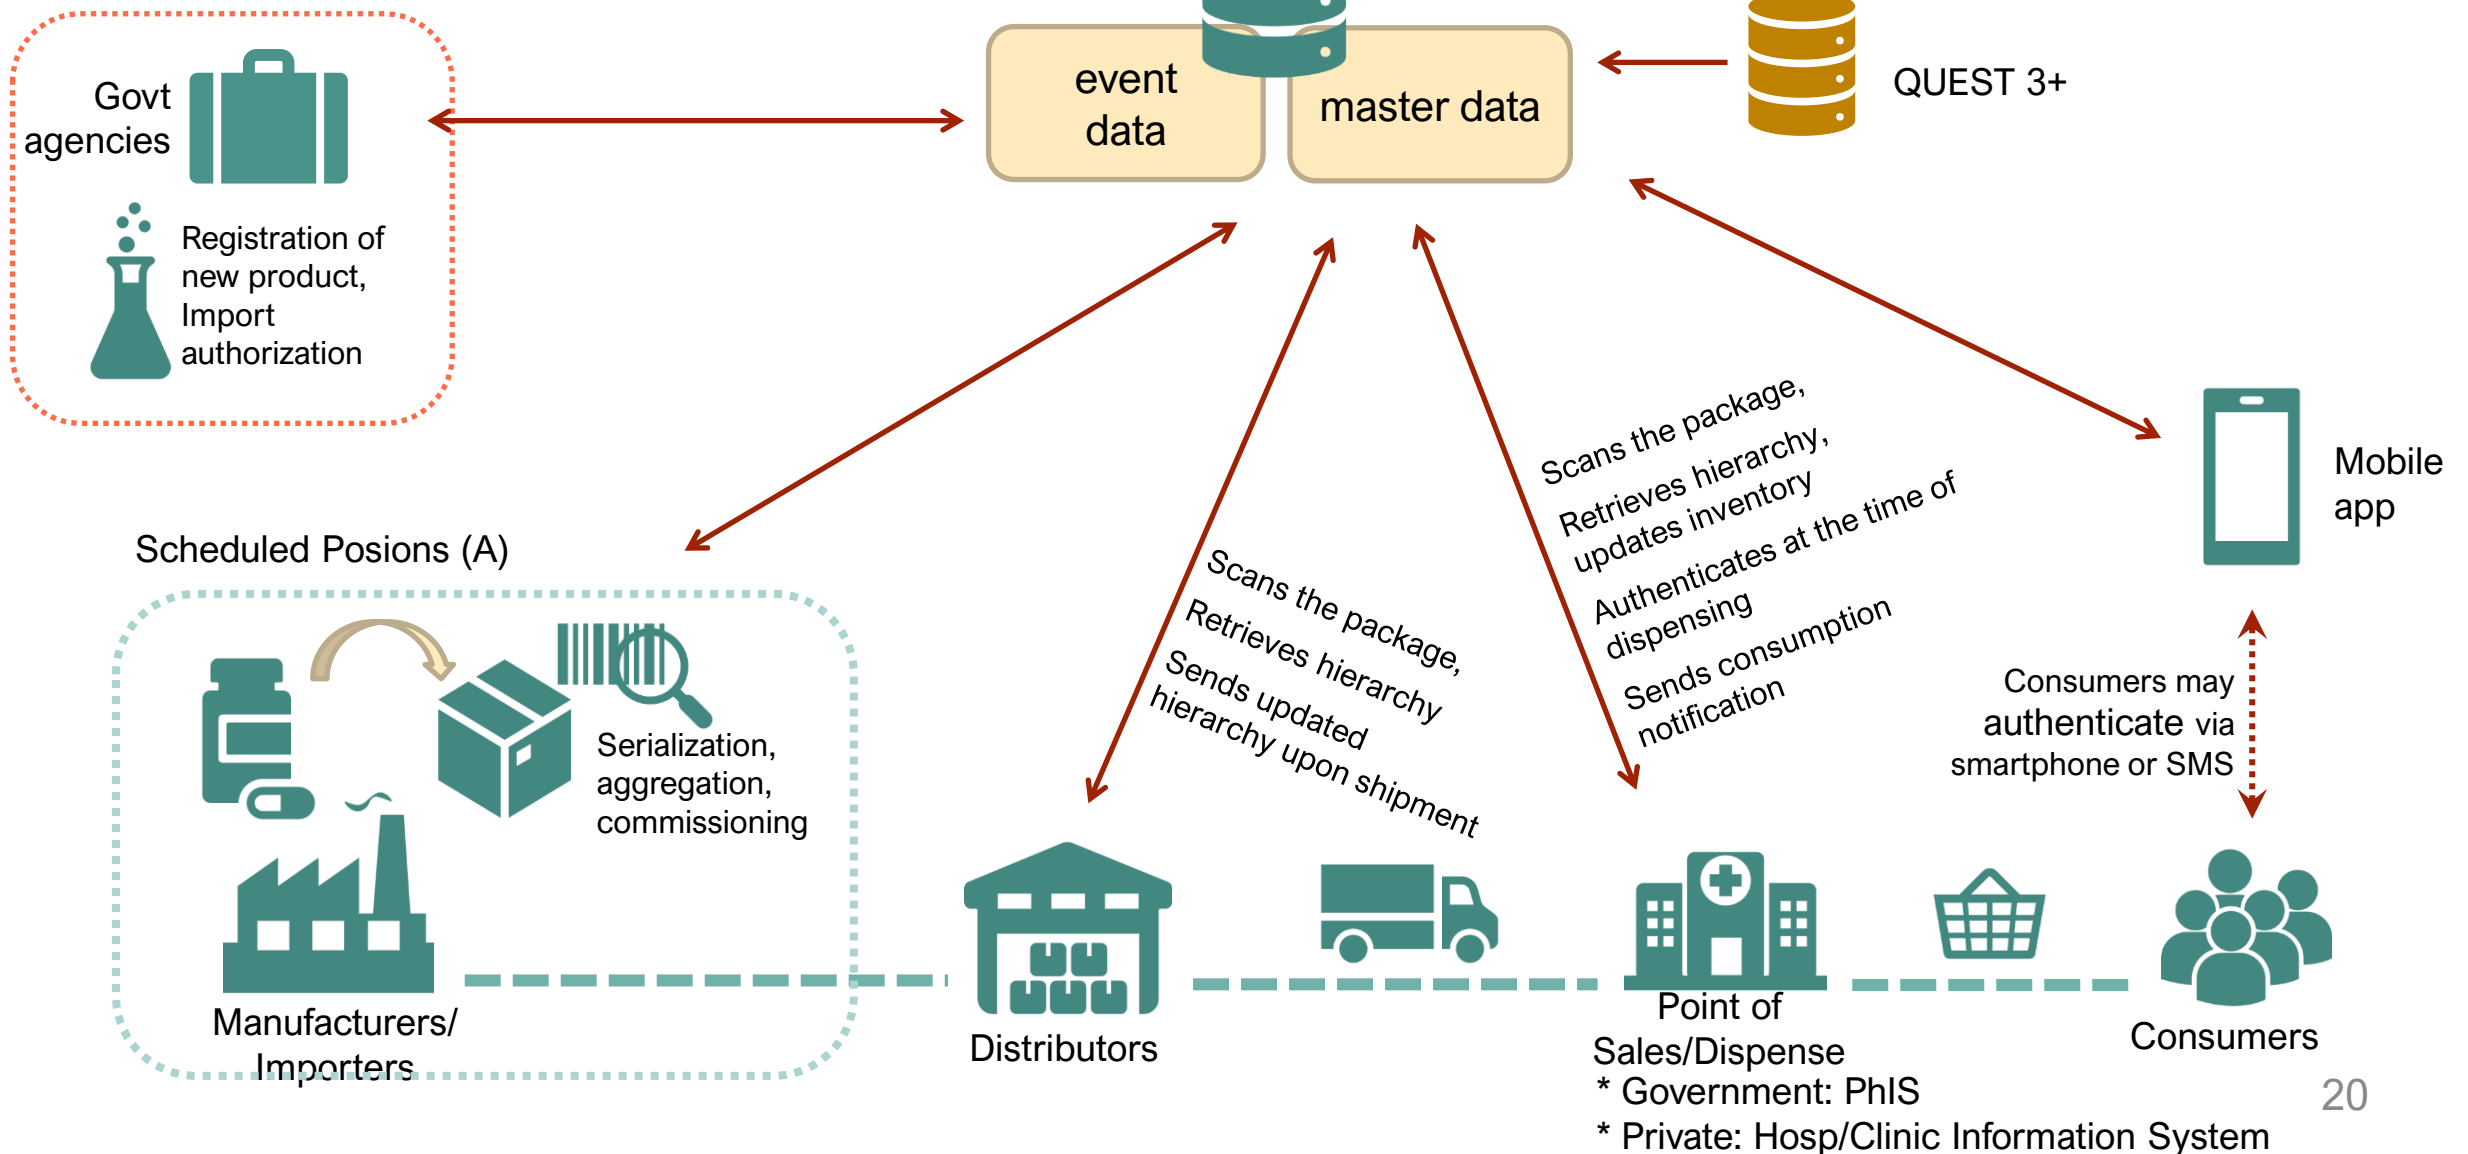 Govt
agencies
event
data
master data
QUEST 3+
Registration of
new product,
Import
authorization
Mobile
app
Scheduled Posions (A)
Scans the package,
Retrieves hierarchy,
updates inventory
Authenticates at the time of
dispensing
Sends consumption
notification
Scans the package,
Retrieves hierarchy
Sends updated
hierarchy upon shipment
Serialization,
aggregation,
commissioning
Consumers may
authenticate via
smartphone or SMS
Manufacturers/
Importers
Distributors
Point of
Sales/Dispense
* Government: PhIS
* Private: Hosp/Clinic Information System
Consumers
20